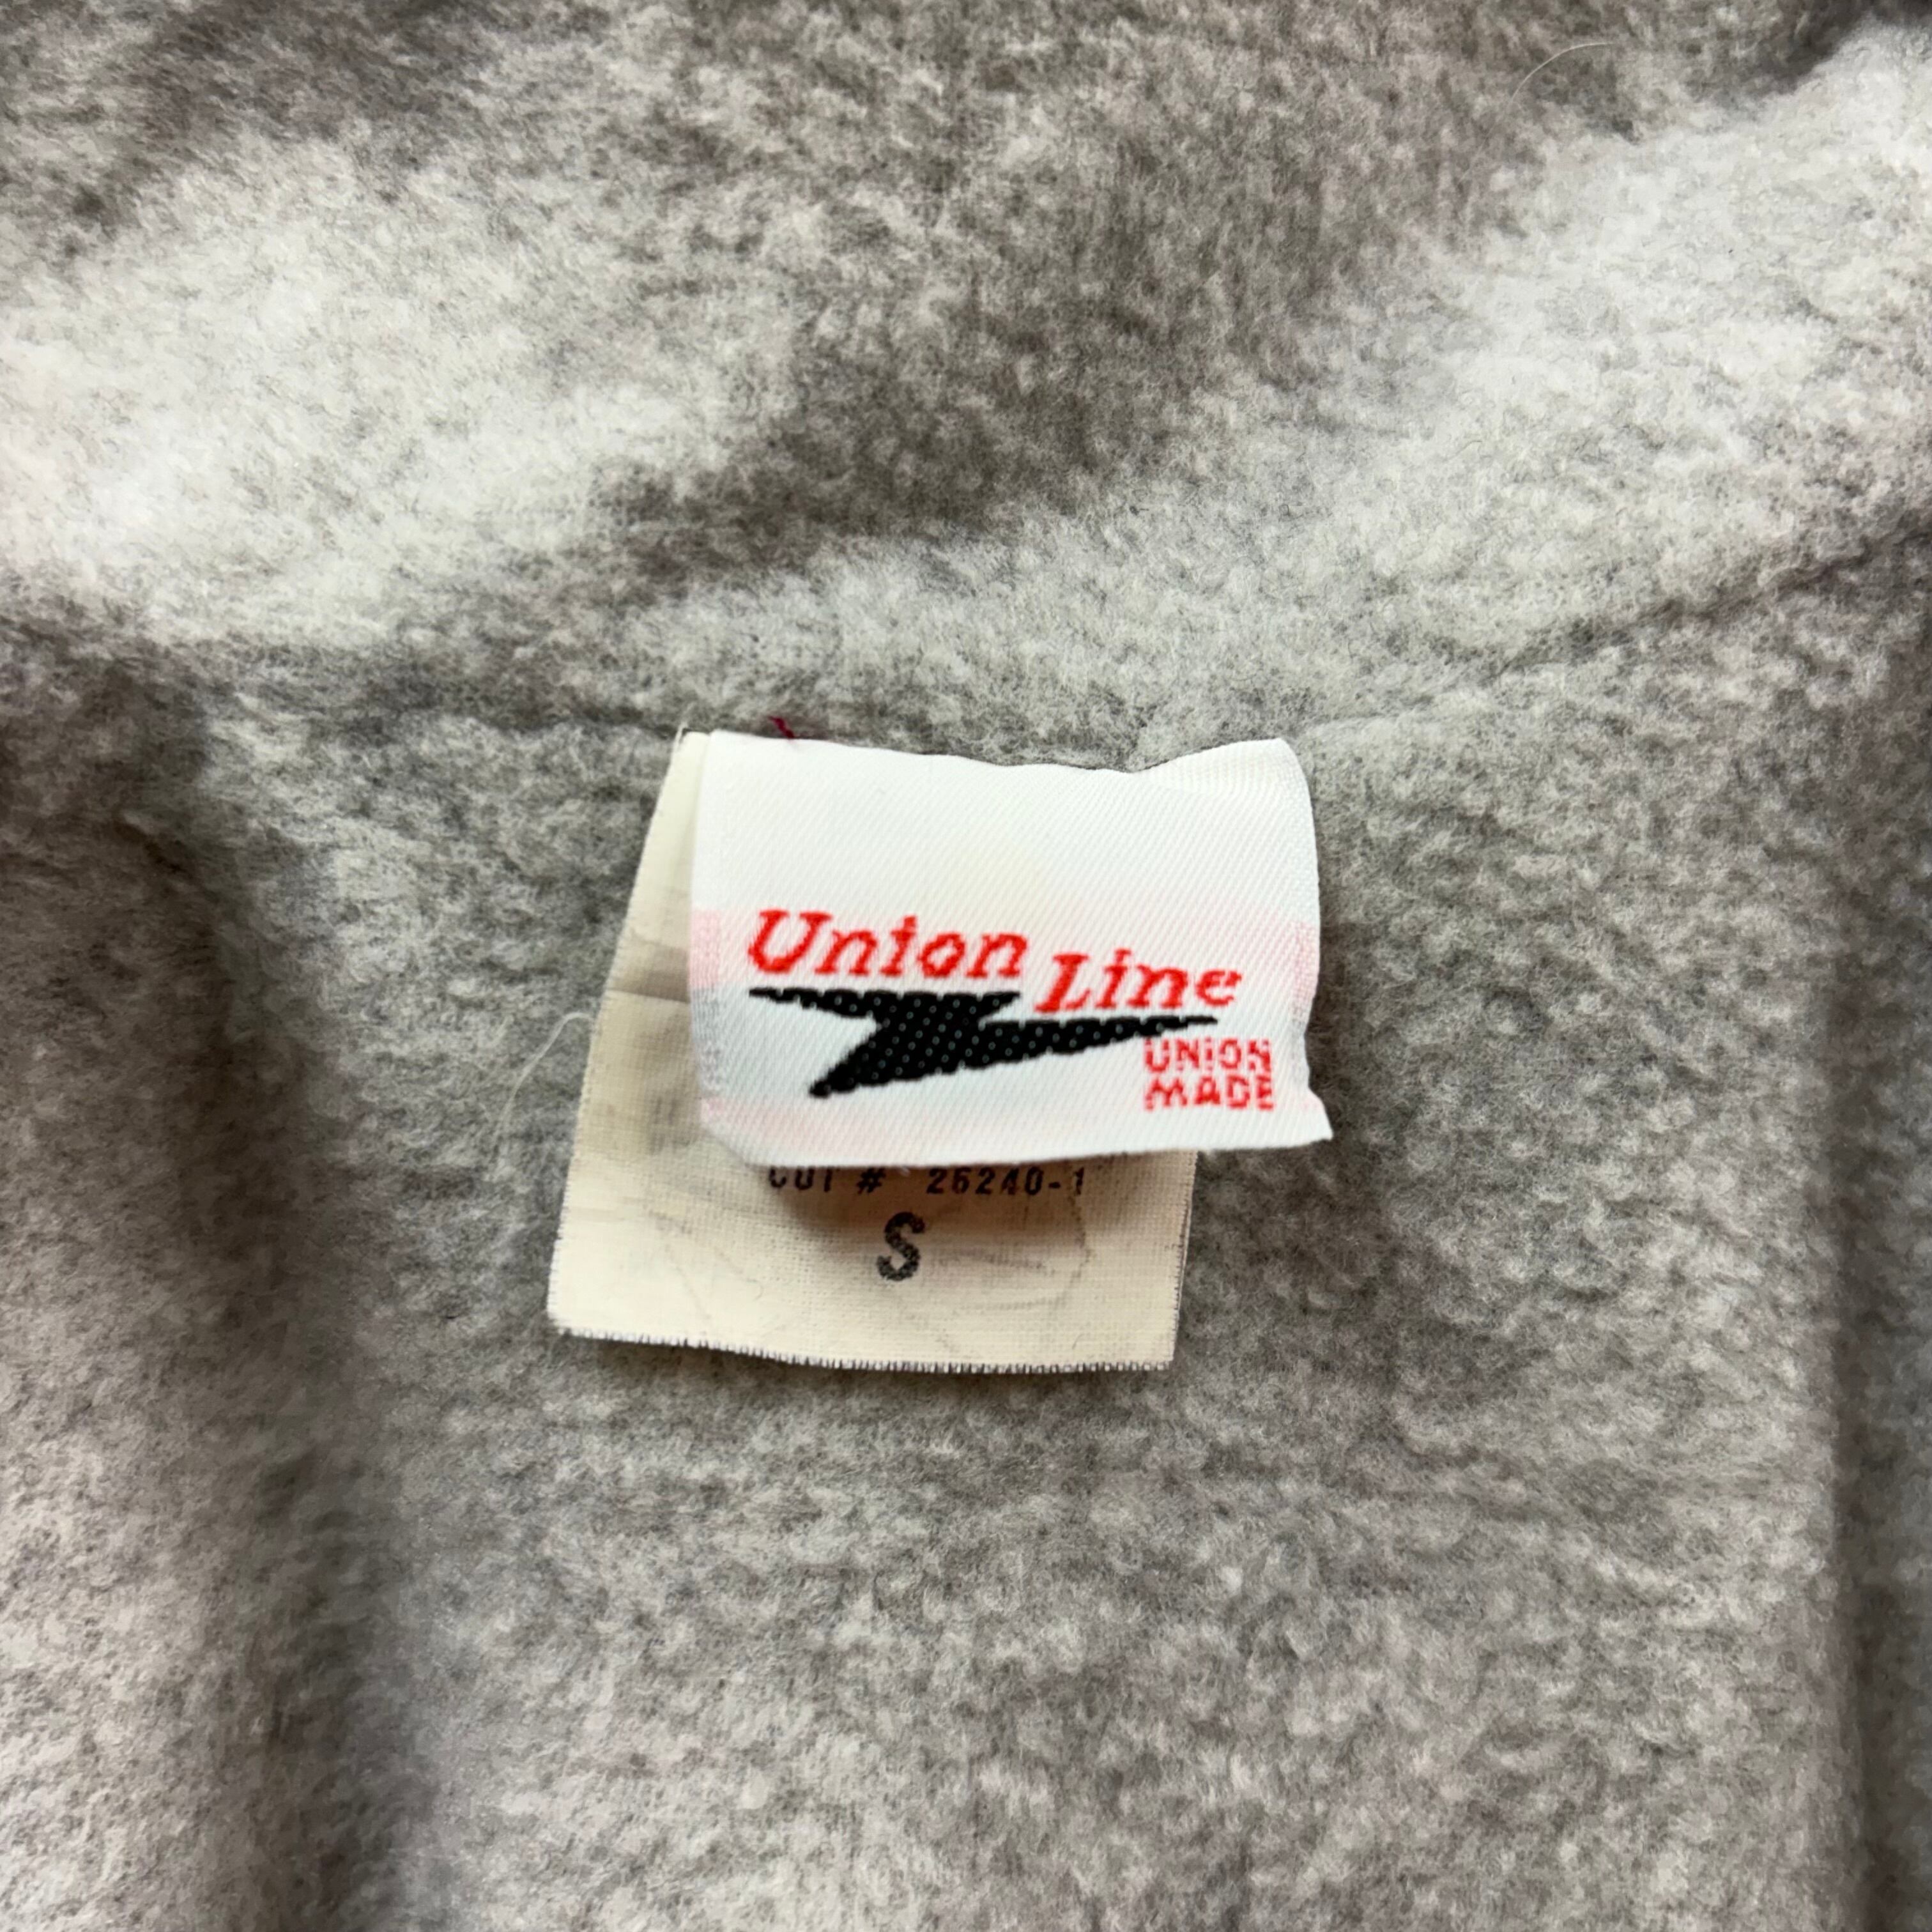 Union Line
UNION
MADE
CUT # 26240-1
S